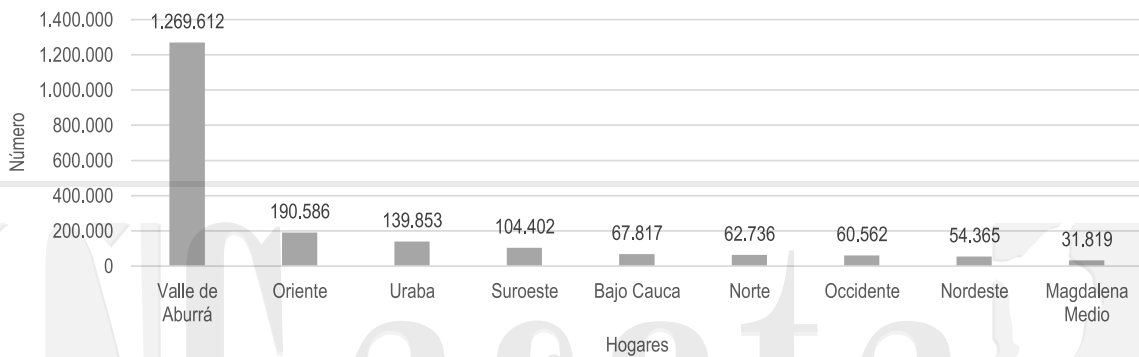 1.400.000
1.200.000
1.000.000
800.000
600.000
400.000
200.000
0
Número
1.269.612
190.586
139.853
104.402
67.817
62.736
60.562
54.365
31.819
Valle de
Aburrá
Oriente
Uraba
Suroeste
Bajo Cauca
Norte
Occidente
Nordeste
Magdalena
Medio
Hogares